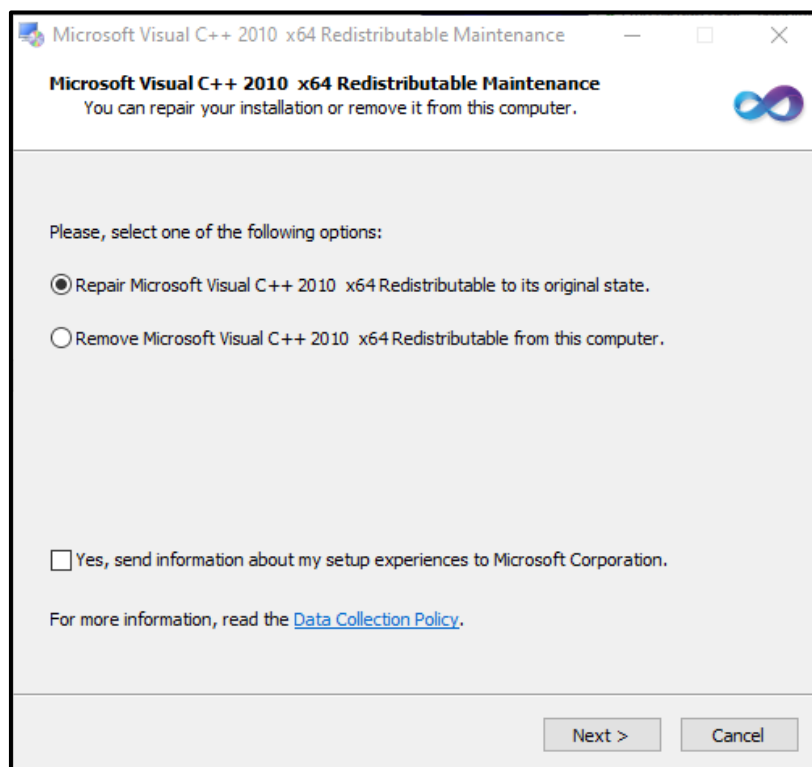 Microsoft Visual C++ 2010  x64 Redistributable Maintenance
Microsoft Visual C++ 2010  x64 Redistributable Maintenance
You can repair your installation or remove it from this computer.
Please, select one of the following options:
Repair Microsoft Visual C++ 2010  x64 Redistributable to its original state.
Remove Microsoft Visual C++ 2010  x64 Redistributable from this computer.
Yes, send information about my setup experiences to Microsoft Corporation.
For more information, read the Data Collection Policy.
Next > Cancel